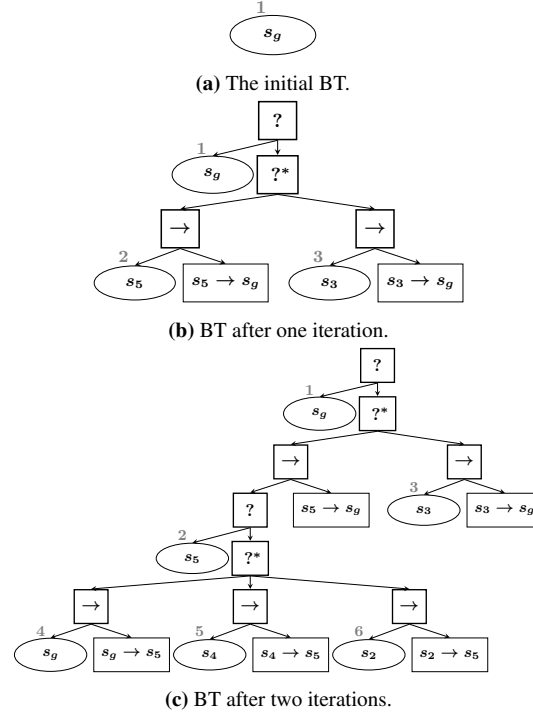 1
s_g
(a) The initial BT.
?
1
s_g ?*
→ →
2 3
s_5 s_5 → s_g s_3 s_3 → s_g
(b) BT after one iteration.
?
1
s_g ?*
→ →
? s_5 → s_g 3 s_3 s_3 → s_g
2
s_5 ?*
→ → →
4 5 6
s_g s_g → s_5 s_4 s_4 → s_5 s_2 s_2 → s_5
(c) BT after two iterations.